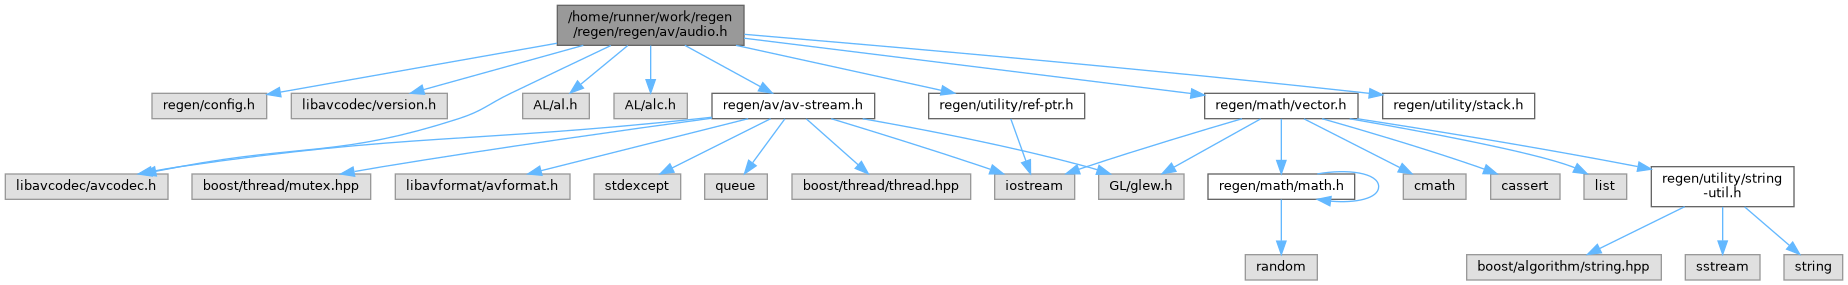 /home/runner/work/regen
/regen/regen/av/audio.h
regen/config.h
libavcodec/version.h
AL/al.h
AL/alc.h
regen/av/av-stream.h
regen/utility/ref-ptr.h
regen/math/vector.h
regen/utility/stack.h
libavcodec/avcodec.h
boost/thread/mutex.hpp
libavformat/avformat.h
stdexcept
queue
boost/thread/thread.hpp
iostream
GL/glew.h
regen/math/math.h
cmath
cassert
list
regen/utility/string
-util.h
random
boost/algorithm/string.hpp
sstream
string